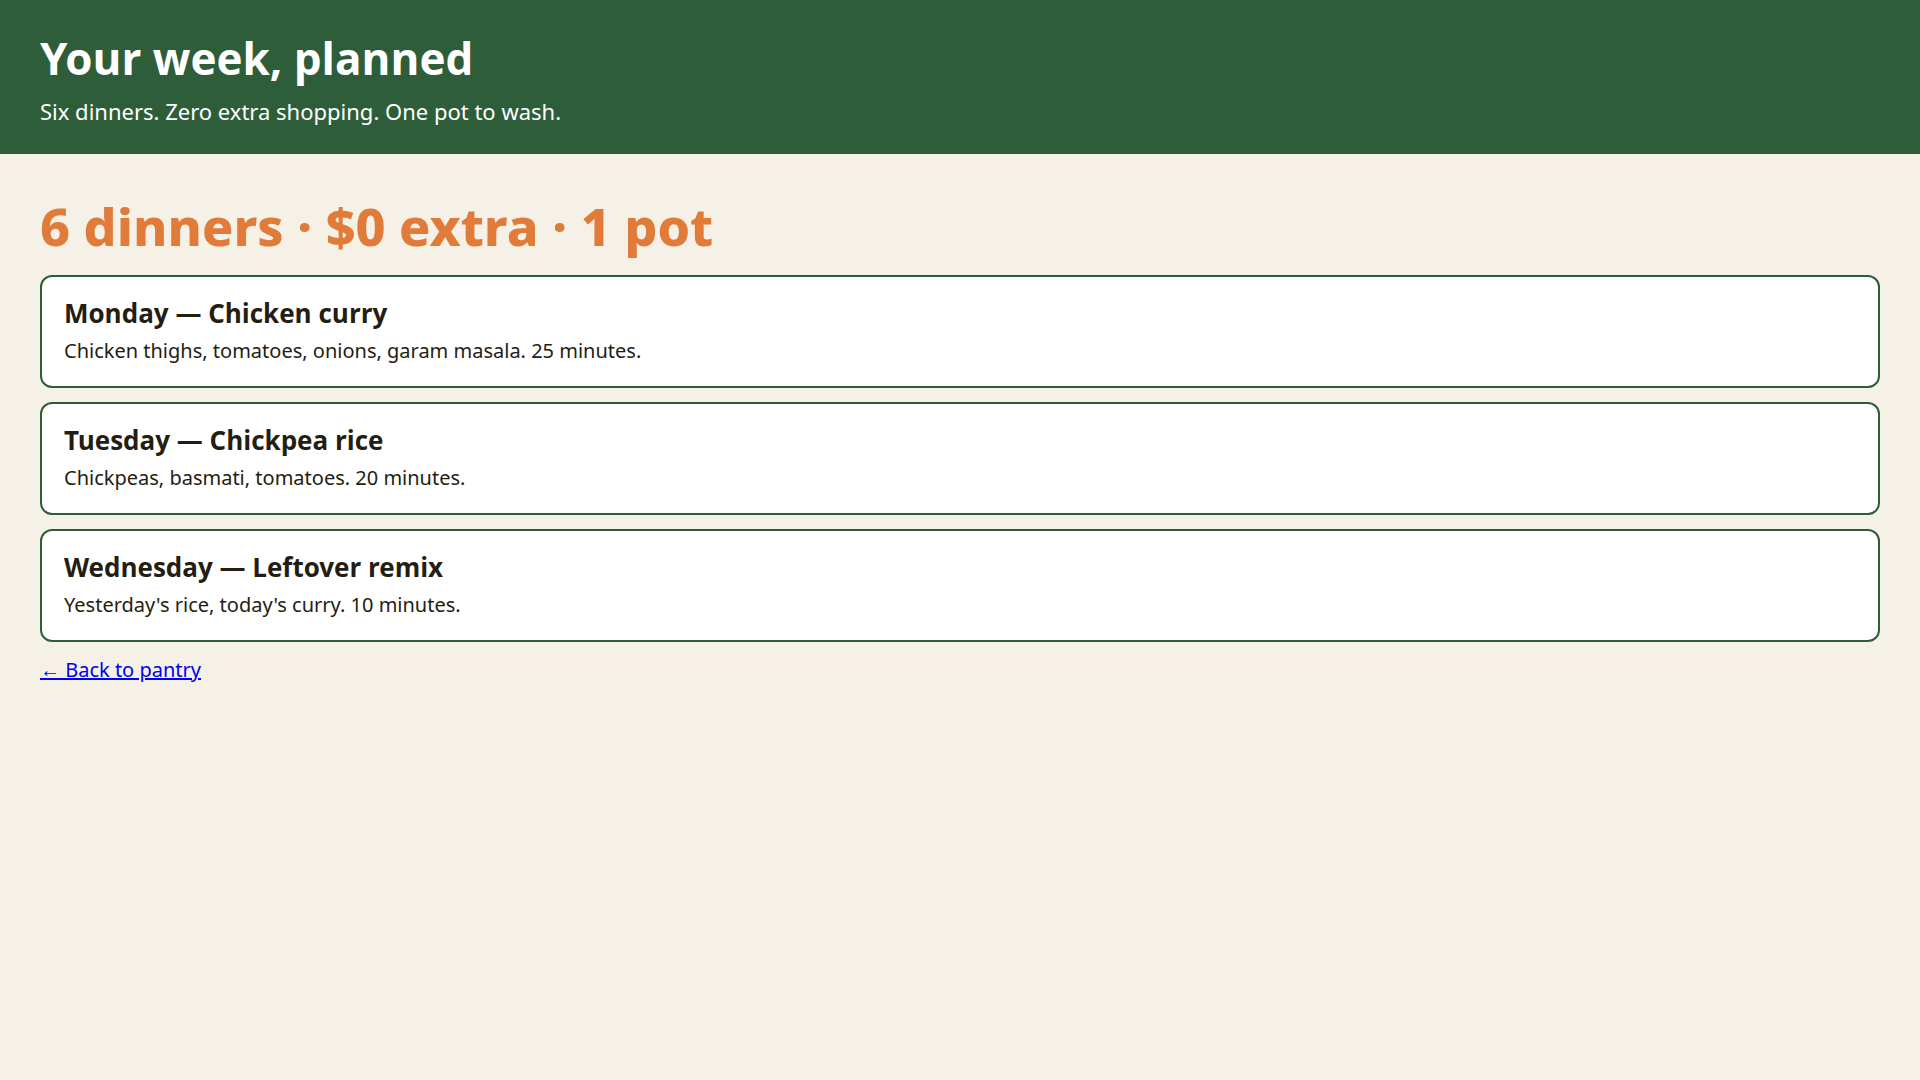 Your week, planned
Six dinners. Zero extra shopping. One pot to wash.
6 dinners · $0 extra · 1 pot
Monday — Chicken curry
Chicken thighs, tomatoes, onions, garam masala. 25 minutes.
Tuesday — Chickpea rice
Chickpeas, basmati, tomatoes. 20 minutes.
Wednesday — Leftover remix
Yesterday's rice, today's curry. 10 minutes.
← Back to pantry